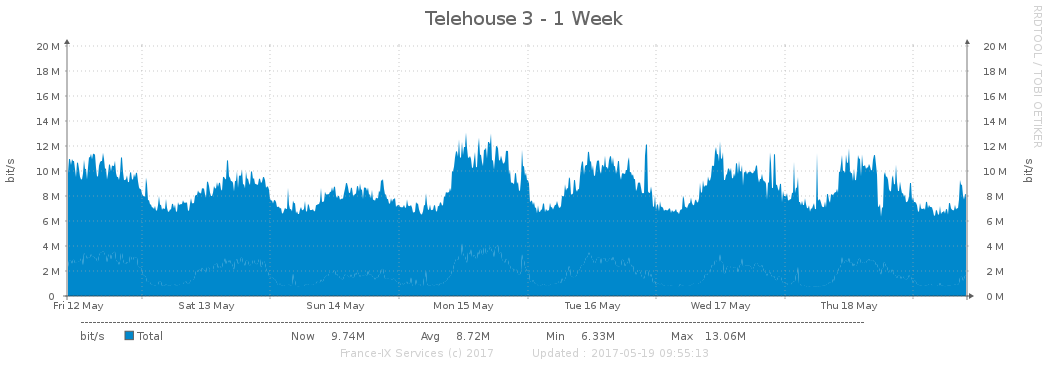 Telehouse 3 - 1 Week
RRDTOOL / TOBI OETIKER
bit/s
20 M 20 M
18 M 18 M
16 M 16 M
14 M 14 M
12 M 12 M
10 M 10 M
8 M 8 M
6 M 6 M
4 M 4 M
2 M 2 M
0 0 M
bit/s
Fri 12 May Sat 13 May Sun 14 May Mon 15 May Tue 16 May Wed 17 May Thu 18 May
bit/s Total Now 9.74M Avg 8.72M Min 6.33M Max 13.06M
France-IX Services (c) 2017 Updated : 2017-05-19 09:55:13